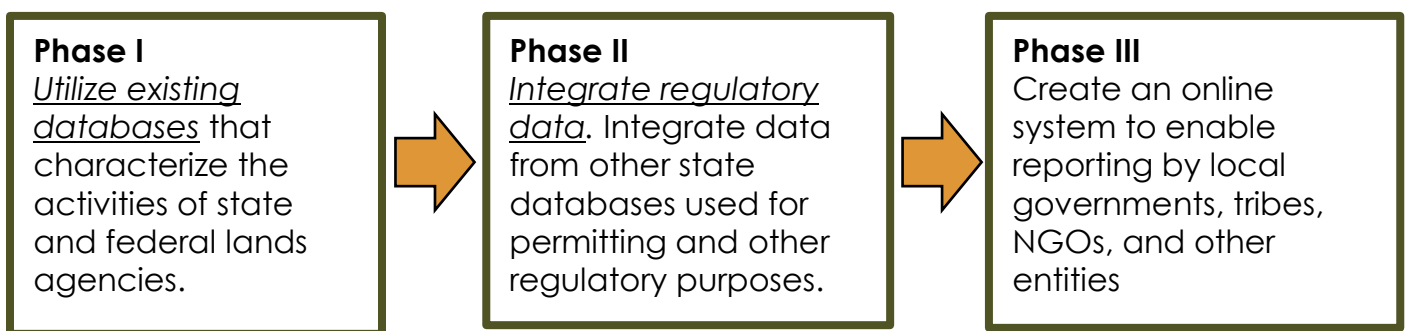 Phase I
Utilize existing
databases that
characterize the
activities of state
and federal lands
agencies.
Phase II
Integrate regulatory
data. Integrate data
from other state
databases used for
permitting and other
regulatory purposes.
Phase III
Create an online
system to enable
reporting by local
governments, tribes,
NGOs, and other
entities